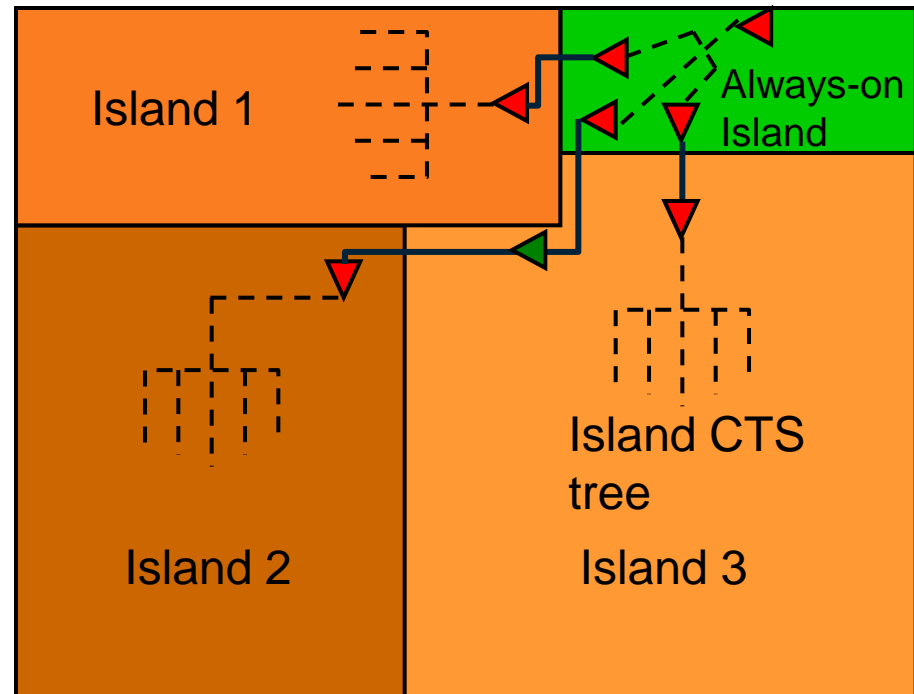 Island 1
Always-on
Island
Island CTS
tree
Island 2
Island 3